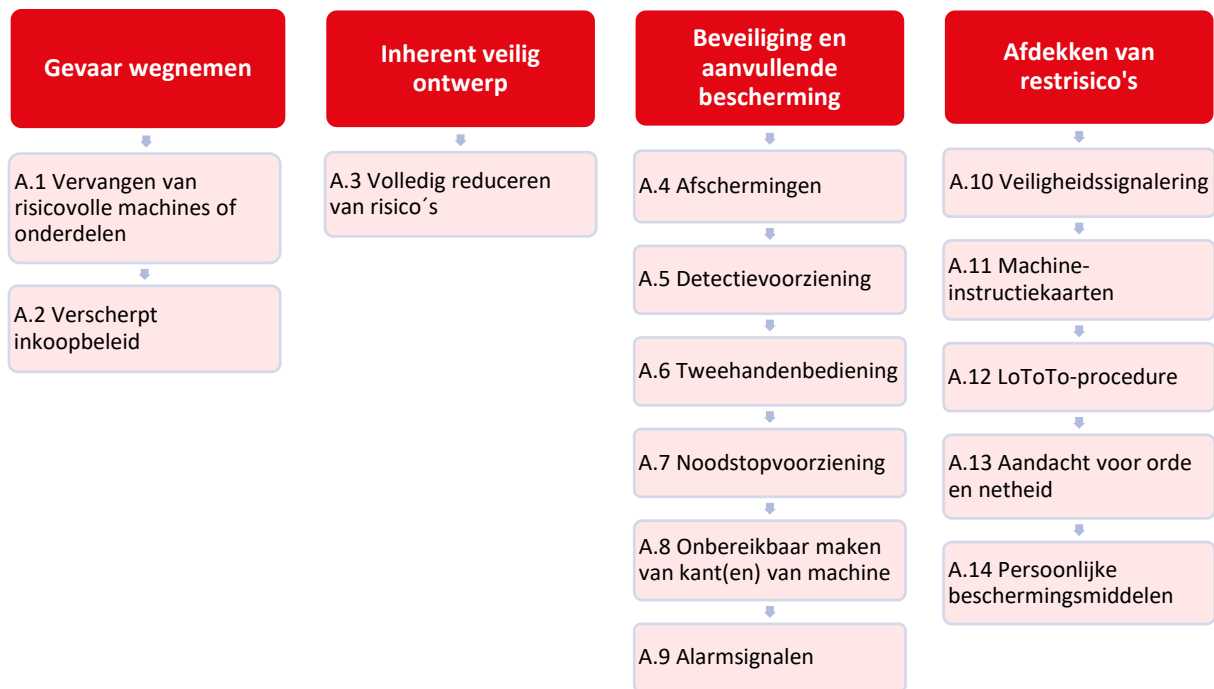 Gevaar wegnemen
A.1 Vervangen van
risicovolle machines of
onderdelen
A.2 Verscherpt
inkoopbeleid
Inherent veilig
ontwerp
A.3 Volledig reduceren
van risico´s
Beveiliging en
aanvullende
bescherming
A.4 Afschermingen
A.5 Detectievoorziening
A.6 Tweehandenbediening
A.7 Noodstopvoorziening
A.8 Onbereikbaar maken
van kant(en) van machine
A.9 Alarmsignalen
Afdekken van
restrisico's
A.10 Veiligheidssignalering
A.11 Machine-
instructiekaarten
A.12 LoToTo-procedure
A.13 Aandacht voor orde
en netheid
A.14 Persoonlijke
beschermingsmiddelen